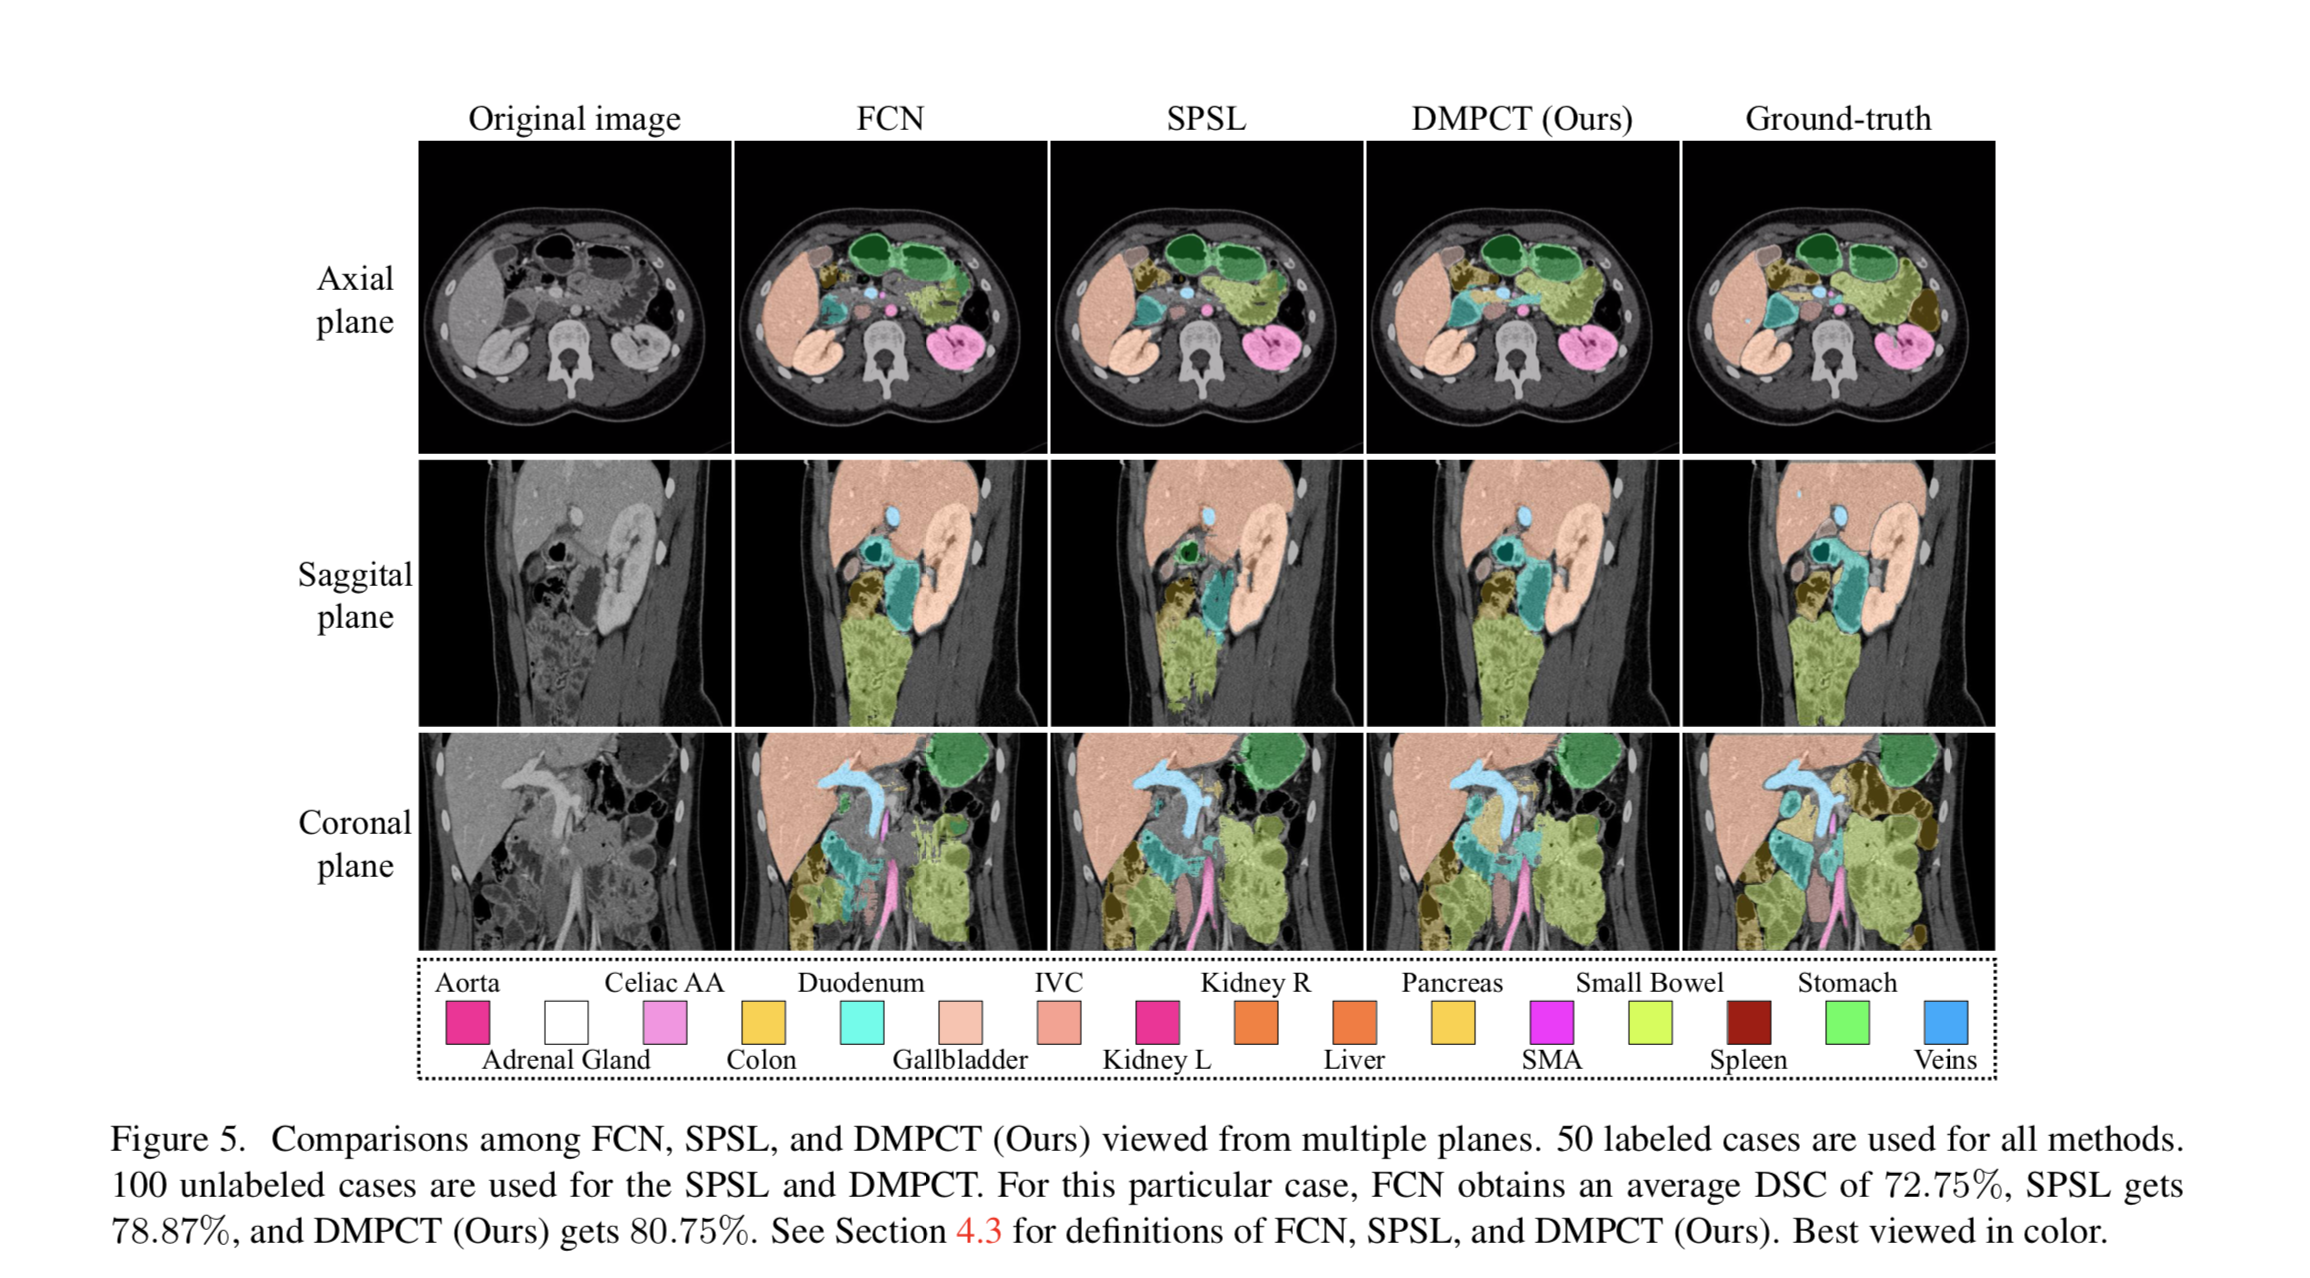 Original image FCN SPSL DMPCT (Ours) Ground-truth
Axial
plane
Saggital
plane
Coronal
plane
Aorta Celiac AA Duodenum IVC Kidney R Pancreas Small Bowel Stomach
Adrenal Gland Colon Gallbladder Kidney L Liver SMA Spleen Veins
Figure 5. Comparisons among FCN, SPSL, and DMPCT (Ours) viewed from multiple planes. 50 labeled cases are used for all methods.
100 unlabeled cases are used for the SPSL and DMPCT. For this particular case, FCN obtains an average DSC of 72.75%, SPSL gets
78.87%, and DMPCT (Ours) gets 80.75%. See Section 4.3 for definitions of FCN, SPSL, and DMPCT (Ours). Best viewed in color.